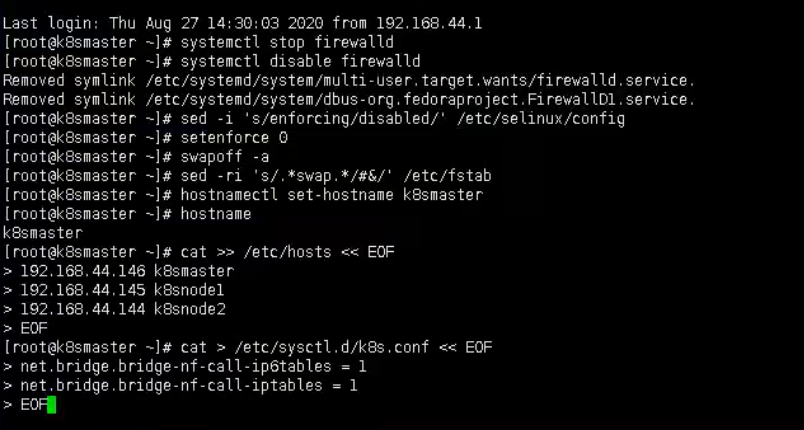 Last login: Thu Aug 27 14:30:03 2020 from 192.168.44.1
[root@k8smaster ~]# systemctl stop firewalld
[root@k8smaster ~]# systemctl disable firewalld
Removed symlink /etc/systemd/system/multi-user.target.wants/firewalld.service.
Removed symlink /etc/systemd/system/dbus-org.fedoraproject.FirewallD1.service.
[root@k8smaster ~]# sed -i 's/enforcing/disabled/' /etc/selinux/config
[root@k8smaster ~]# setenforce 0
[root@k8smaster ~]# swapoff -a
[root@k8smaster ~]# sed -ri 's/.*swap.*/#&/' /etc/fstab
[root@k8smaster ~]# hostnamectl set-hostname k8smaster
[root@k8smaster ~]# hostname
k8smaster
[root@k8smaster ~]# cat >> /etc/hosts << EOF
> 192.168.44.146 k8smaster
> 192.168.44.145 k8snode1
> 192.168.44.144 k8snode2
> EOF
[root@k8smaster ~]# cat > /etc/sysctl.d/k8s.conf << EOF
> net.bridge.bridge-nf-call-ip6tables = 1
> net.bridge.bridge-nf-call-iptables = 1
> EOF